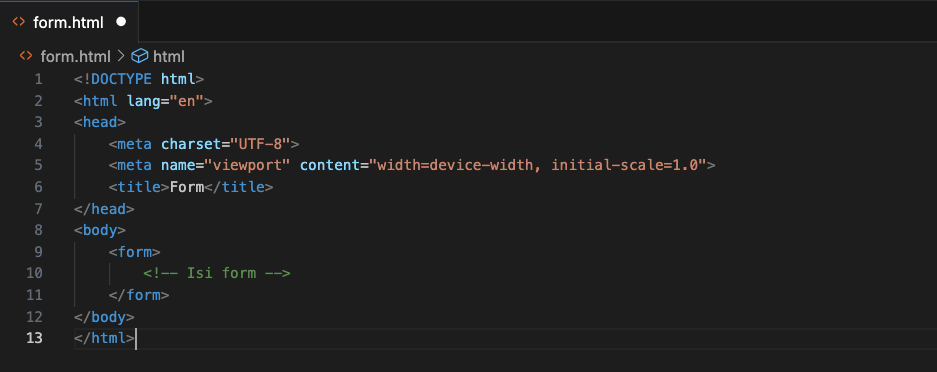 form.html
form.html > html
1 <!DOCTYPE html>
2 <html lang="en">
3 <head>
4     <meta charset="UTF-8">
5     <meta name="viewport" content="width=device-width, initial-scale=1.0">
6     <title>Form</title>
7 </head>
8 <body>
9     <form>
10         <!-- Isi form -->
11     </form>
12 </body>
13 </html>